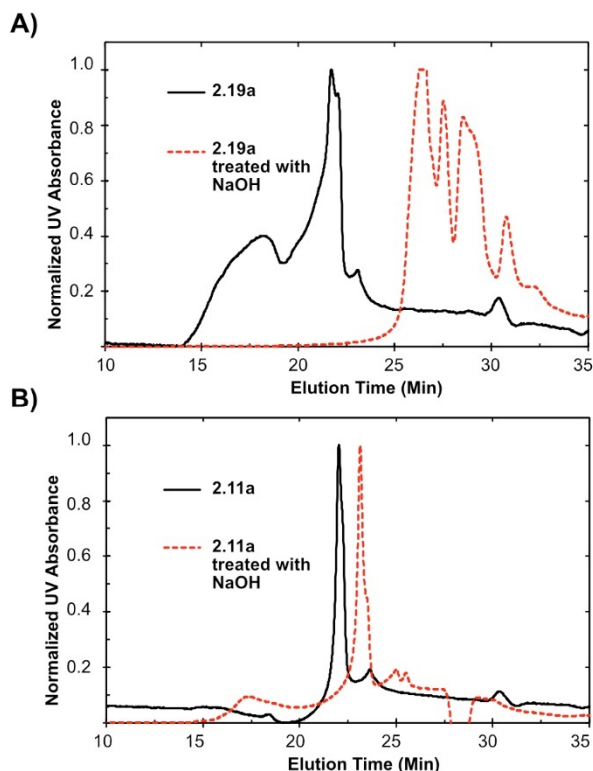 A)
Normalized UV Absorbance
1.0
0.8
0.6
0.4
0.2
2.19a
2.19a
treated with
NaOH
10 15 20 25 30 35
Elution Time (Min)
B)
Normalized UV Absorbance
1.0
0.8
0.6
0.4
0.2
2.11a
2.11a
treated with
NaOH
10 15 20 25 30 35
Elution Time (Min)